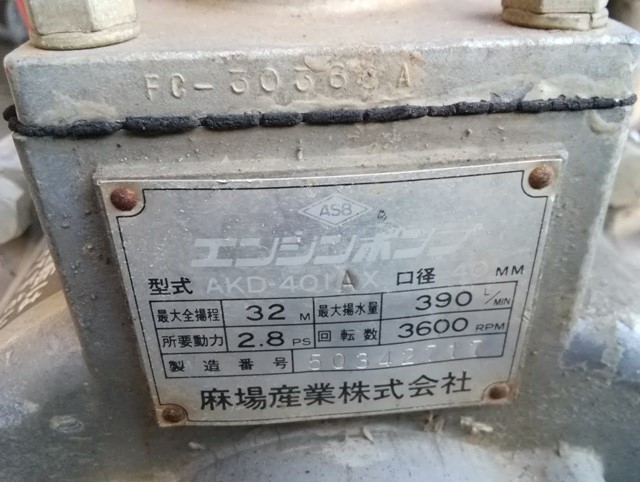 FC-30368A
ASB
エンジンポンプ
型式 AKD-401AX 口径 40 MM
最大全揚程 32 M 最大揚水量 390 L/MIN
所要動力 2.8 PS 回転数 3600 RPM
製造番号 50342717
麻場産業株式会社